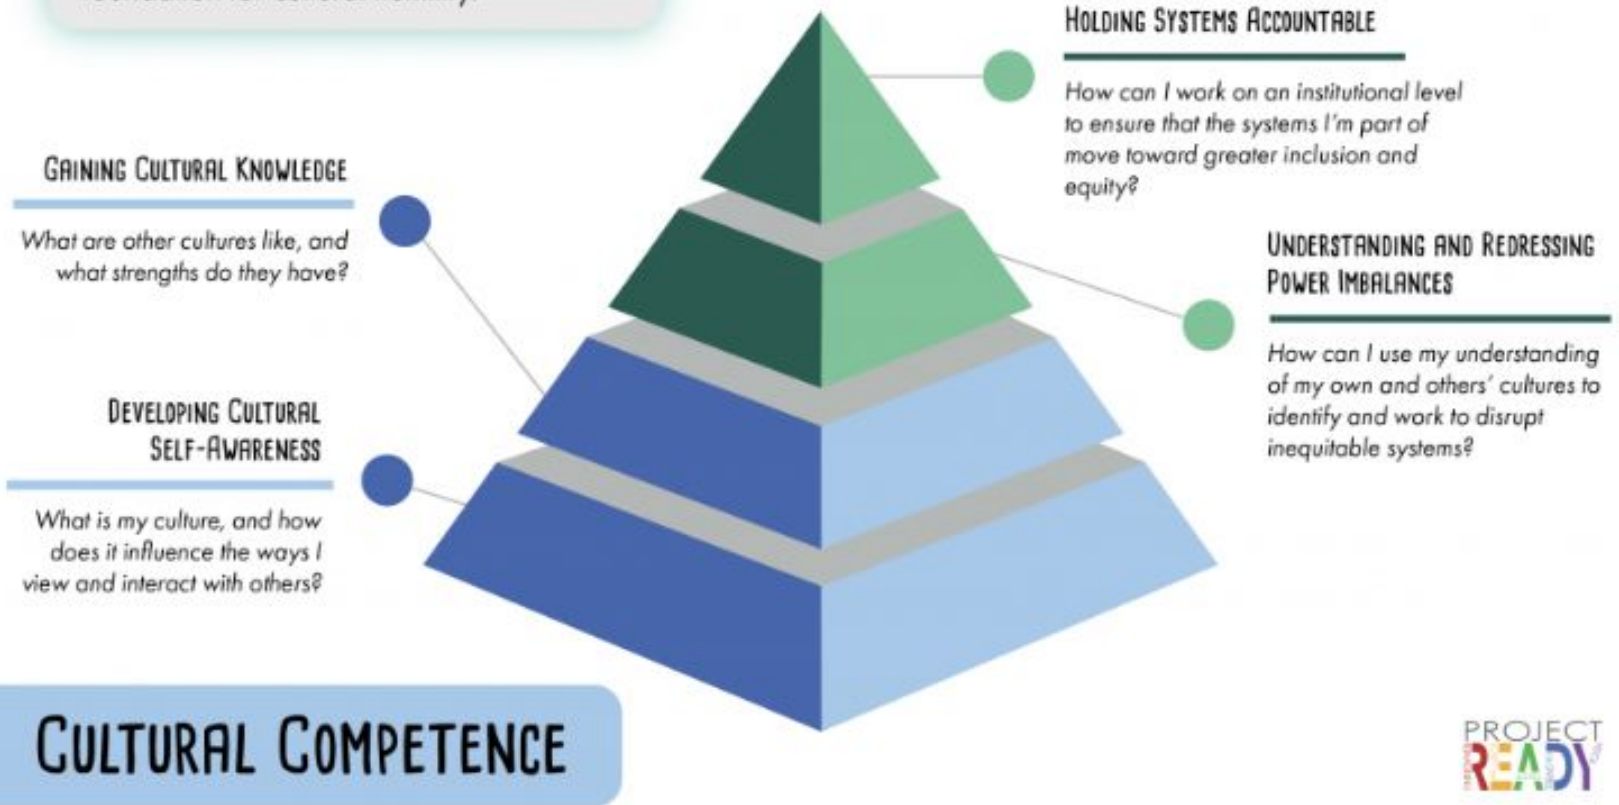 HOLDING SYSTEMS ACCOUNTABLE
How can I work on an institutional level
to ensure that the systems I'm part of
move toward greater inclusion and
equity?
GAINING CULTURAL KNOWLEDGE
What are other cultures like, and
what strengths do they have?
UNDERSTANDING AND REDRESSING
POWER IMBALANCES
How can I use my understanding
of my own and others' cultures to
identify and work to disrupt
inequitable systems?
DEVELOPING CULTURAL
SELF-AWARENESS
What is my culture, and how
does it influence the ways I
view and interact with others?
CULTURAL COMPETENCE
PROJECT
READY